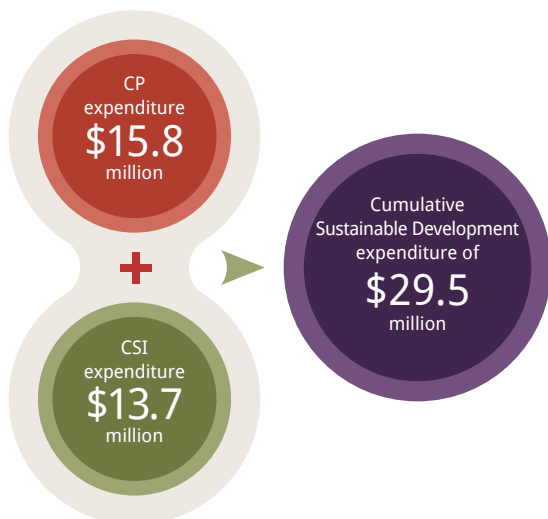 CP
expenditure
$15.8
million
+
CSI
expenditure
$13.7
million
Cumulative
Sustainable Development
expenditure of
$29.5
million